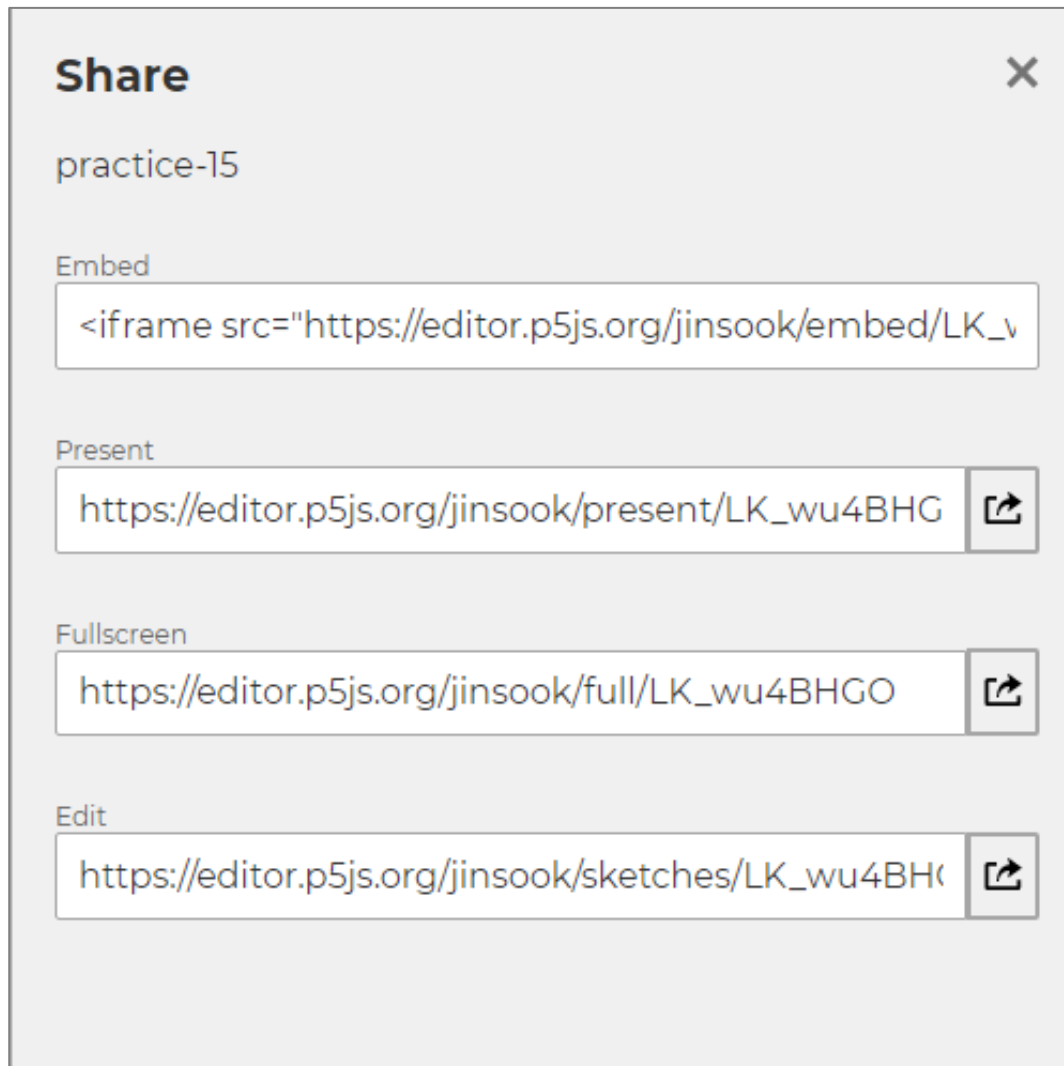 Share
practice-15
Embed
<iframe src="https://editor.p5js.org/jinsook/embed/LK_
Present
https://editor.p5js.org/jinsook/present/LK_wu4BHG
Fullscreen
https://editor.p5js.org/jinsook/full/LK_wu4BHGO
Edit
https://editor.p5js.org/jinsook/sketches/LK_wu4BH